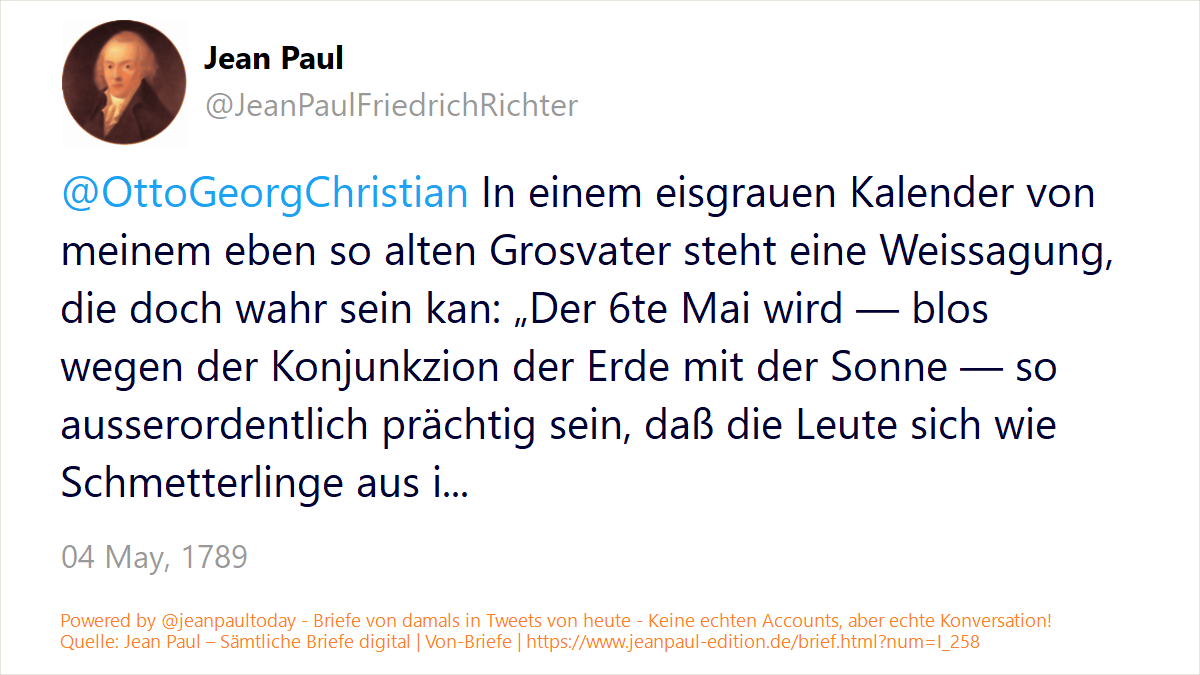 Jean Paul
@JeanPaulFriedrichRichter
@OttoGeorgChristian In einem eisgrauen Kalender von
meinem eben so alten Grosvater steht eine Weissagung,
die doch wahr sein kan: „Der 6te Mai wird — blos
wegen der Konjunkzion der Erde mit der Sonne — so
ausserordentlich prächtig sein, daß die Leute sich wie
Schmetterlinge aus i...
04 May, 1789
Powered by @jeanpaultoday - Briefe von damals in Tweets von heute - Keine echten Accounts, aber echte Konversation!
Quelle: Jean Paul – Sämtliche Briefe digital | Von-Briefe | https://www.jeanpaul-edition.de/brief.html?num=I_258